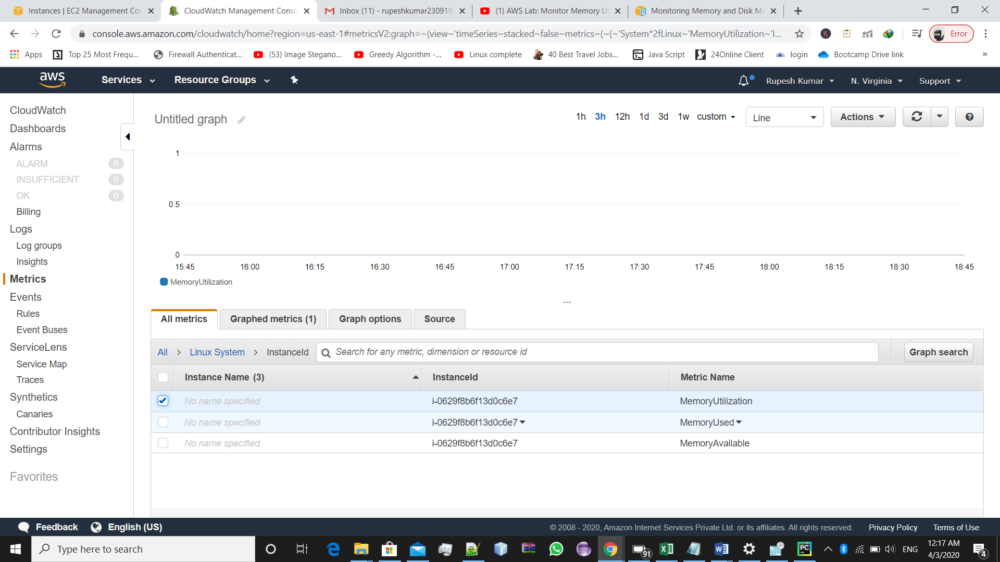 Instances | EC2 Management Con
CloudWatch Management Conso
Inbox (11) - rupeshkumar230919
(1) AWS Lab: Monitor Memory Ut
Monitoring Memory and Disk Me
console.aws.amazon.com/cloudwatch/home?region=us-east-1#metricsV2:graph=~(view~'timeSeries~stacked~false~metrics~(~(~'System*2fLinux~'MemoryUtilization~'I...
K
Error
Apps
Top 25 Most Frequ...
Firewall Authenticat...
(53) Image Stegano...
Greedy Algorithm -...
Linux complete
40 Best Travel Jobs...
Java Script
24Online Client
login
Bootcamp Drive link
»
aws
Services
Resource Groups
Rupesh Kumar
N. Virginia
Support
CloudWatch
Dashboards
Alarms
ALARM 0
INSUFFICIENT 0
OK 0
Billing
Logs
Log groups
Insights
Metrics
Events
Rules
Event Buses
ServiceLens
Service Map
Traces
Synthetics
Canaries
Contributor Insights
Settings
Favorites
Untitled graph
1h 3h 12h 1d 3d 1w custom
Line
Actions
?
1
0.5
0
15:45 16:00 16:15 16:30 16:45 17:00 17:15 17:30 17:45 18:00 18:15 18:30 18:45
MemoryUtilization
All metrics
Graphed metrics (1)
Graph options
Source
All > Linux System > InstanceId
Search for any metric, dimension or resource id
Graph search
Instance Name (3) InstanceId Metric Name
No name specified i-0629f8b6f13d0c6e7 MemoryUtilization
No name specified i-0629f8b6f13d0c6e7 MemoryUsed
No name specified i-0629f8b6f13d0c6e7 MemoryAvailable
Feedback
English (US)
© 2008 - 2020, Amazon Internet Services Private Ltd. or its affiliates. All rights reserved.
Privacy Policy
Terms of Use
Type here to search
91
PC
ENG
12:17 AM
4/3/2020
4